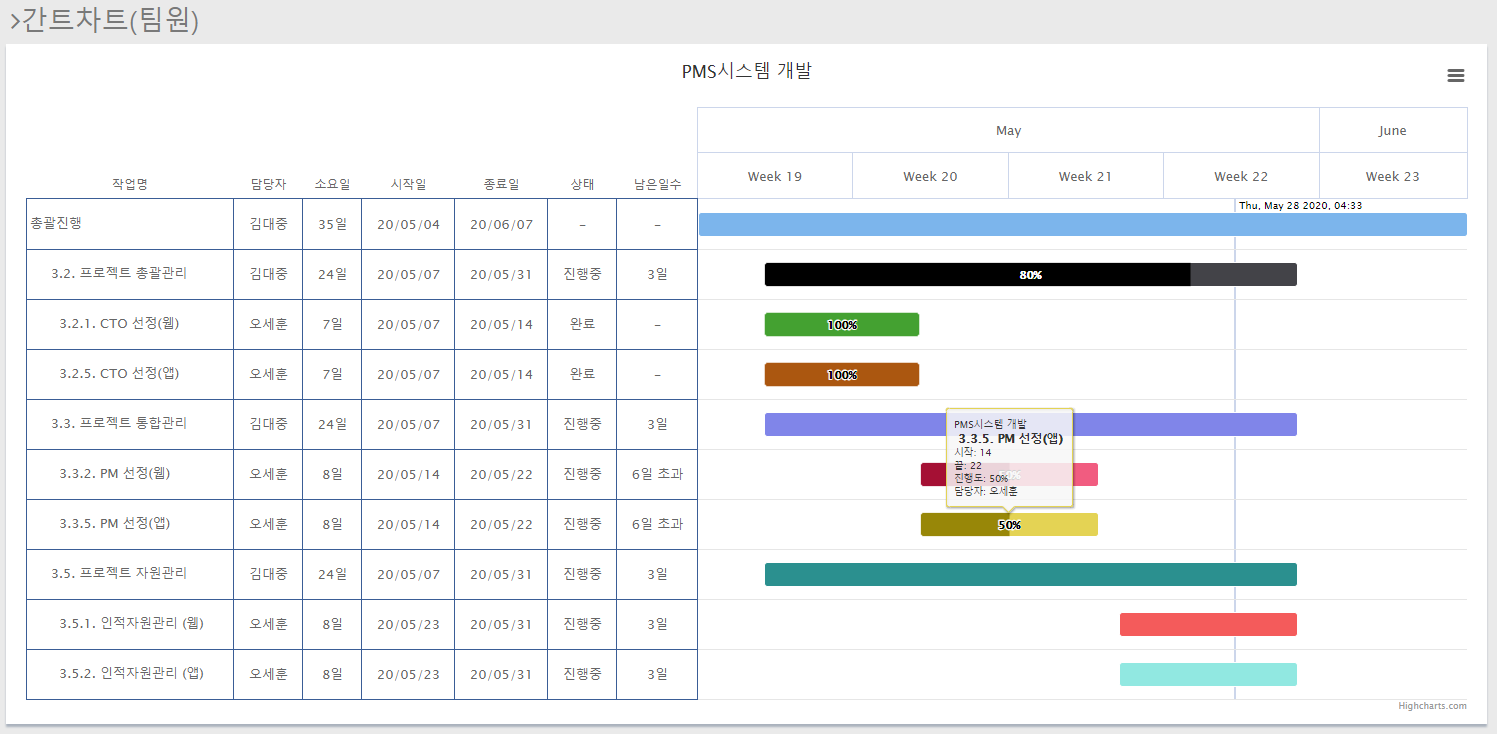 >간트차트(팀원)
PMS시스템 개발
May June
작업명 담당자 소요일 시작일 종료일 상태 남은일수 Week 19 Week 20 Week 21 Week 22 Week 23
Thu, May 28 2020, 04:33
총괄진행 김대중 35일 20/05/04 20/06/07 - -
3.2. 프로젝트 총괄관리 김대중 24일 20/05/07 20/05/31 진행중 3일 80%
3.2.1. CTO 선정(웹) 오세훈 7일 20/05/07 20/05/14 완료 - 100%
3.2.5. CTO 선정(앱) 오세훈 7일 20/05/07 20/05/14 완료 - 100%
3.3. 프로젝트 통합관리 김대중 24일 20/05/07 20/05/31 진행중 3일
PMS시스템 개발
3.3.5. PM 선정(앱)
시작: 14
끝: 22
진행도: 50%
담당자: 오세훈
3.3.2. PM 선정(웹) 오세훈 8일 20/05/14 20/05/22 진행중 6일 초과
3.3.5. PM 선정(앱) 오세훈 8일 20/05/14 20/05/22 진행중 6일 초과 50%
3.5. 프로젝트 자원관리 김대중 24일 20/05/07 20/05/31 진행중 3일
3.5.1. 인적자원관리 (웹) 오세훈 8일 20/05/23 20/05/31 진행중 3일
3.5.2. 인적자원관리 (앱) 오세훈 8일 20/05/23 20/05/31 진행중 3일
Highcharts.com